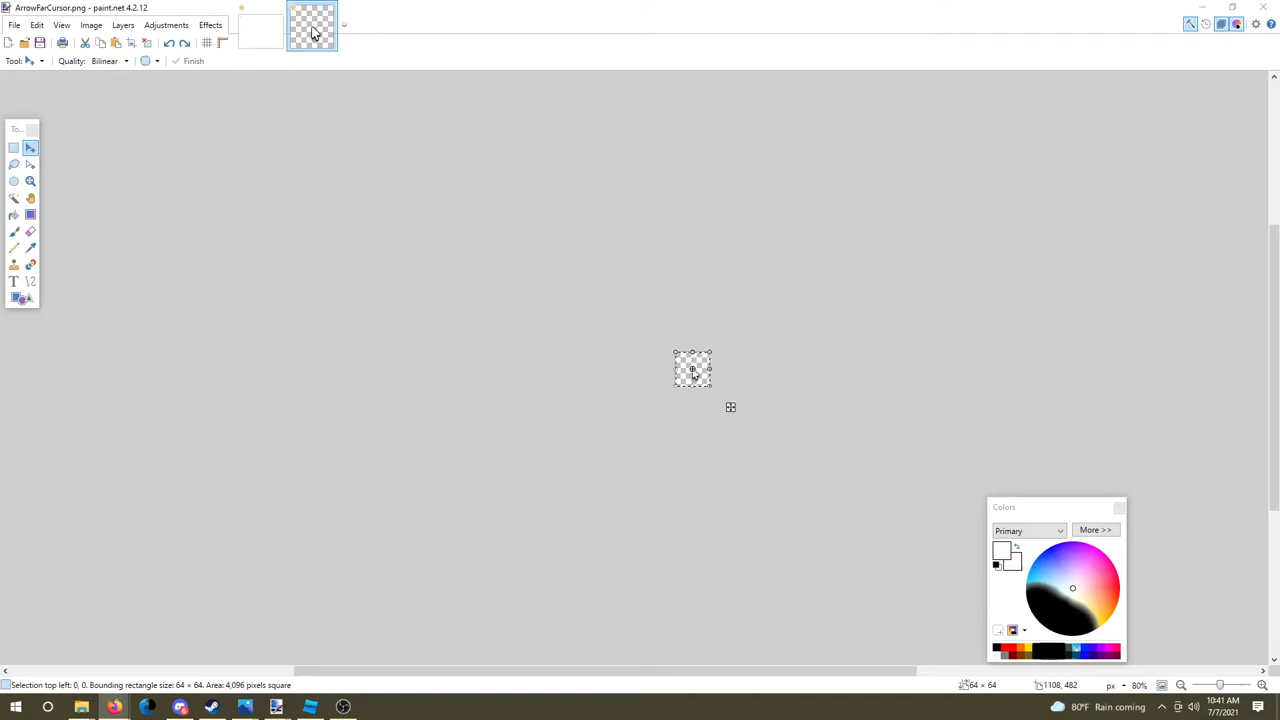 ArrowFarCursor.png - paint.net 4.2.12
File Edit View Image Layers Adjustments Effects
Tool: Quality: Bilinear Finish
To...
T
Colors
Primary More >>
Selection top left: 0, 0. Bounding rectangle size: 64 × 64. Area: 4,096 pixels square
64 × 64 1108, 482 px 80%
80°F Rain coming 10:41 AM
7/7/2021